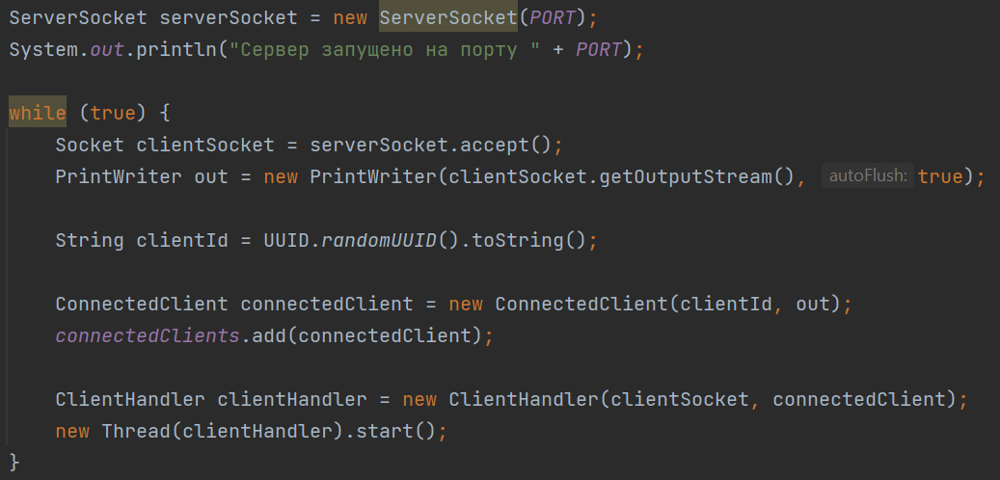 ServerSocket serverSocket = new ServerSocket(PORT);
System.out.println("Сервер запущено на порту " + PORT);
while (true) {
Socket clientSocket = serverSocket.accept();
PrintWriter out = new PrintWriter(clientSocket.getOutputStream(), autoFlush: true);
String clientId = UUID.randomUUID().toString();
ConnectedClient connectedClient = new ConnectedClient(clientId, out);
connectedClients.add(connectedClient);
ClientHandler clientHandler = new ClientHandler(clientSocket, connectedClient);
new Thread(clientHandler).start();
}